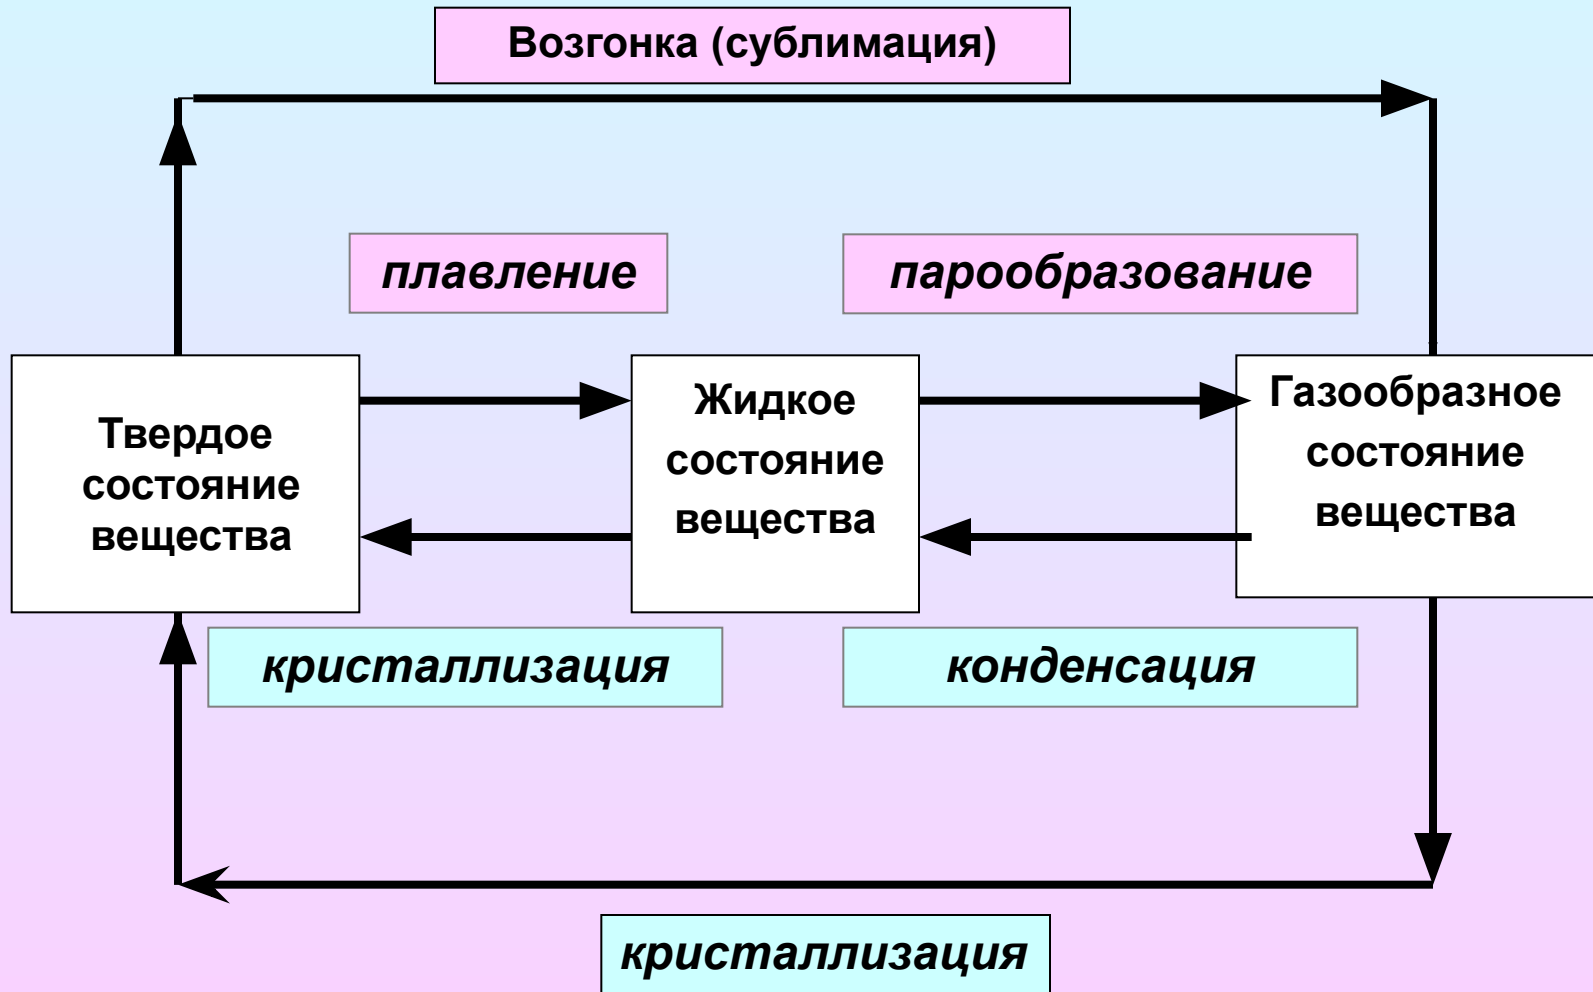 Возгонка (сублимация)
плавление
парообразование
Твердое
состояние
вещества
Жидкое
состояние
вещества
Газообразное
состояние
вещества
кристаллизация
конденсация
кристаллизация